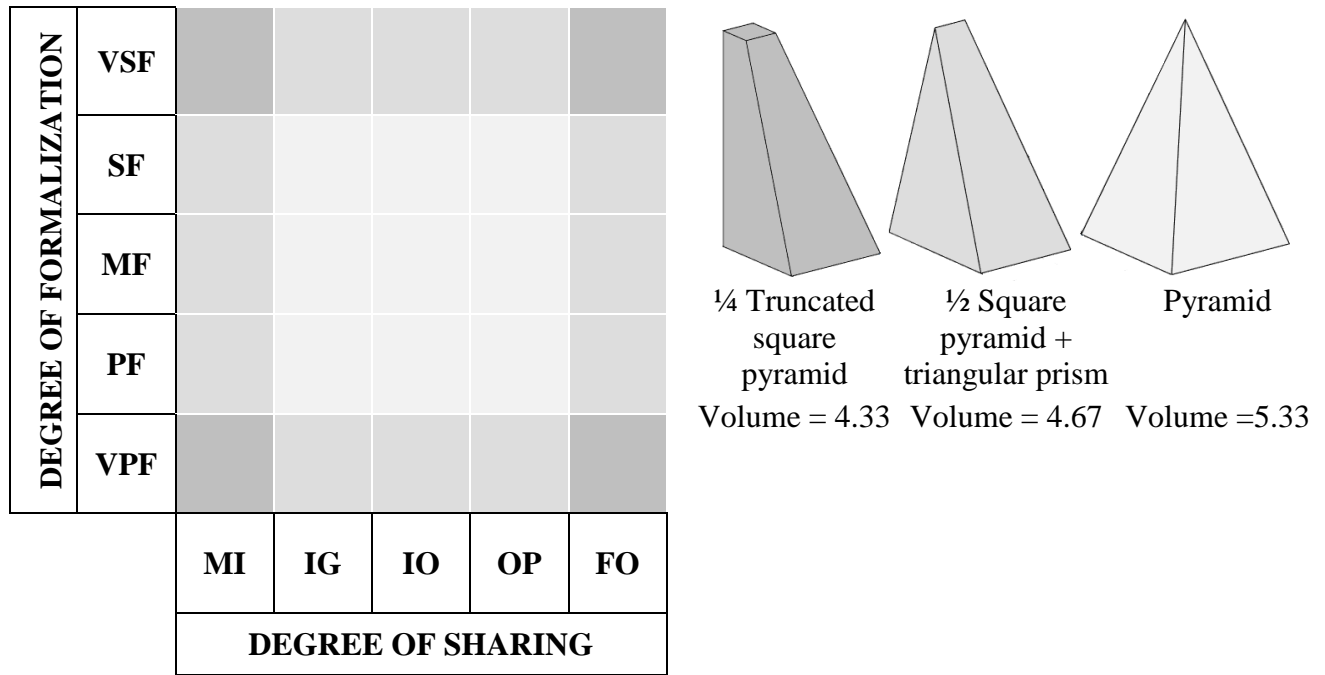 DEGREE OF FORMALIZATION
VSF
SF
MF
PF
VPF
MI IG IO OP FO
DEGREE OF SHARING
¼ Truncated
square
pyramid
Volume = 4.33
½ Square
pyramid +
triangular prism
Volume = 4.67
Pyramid
Volume =5.33